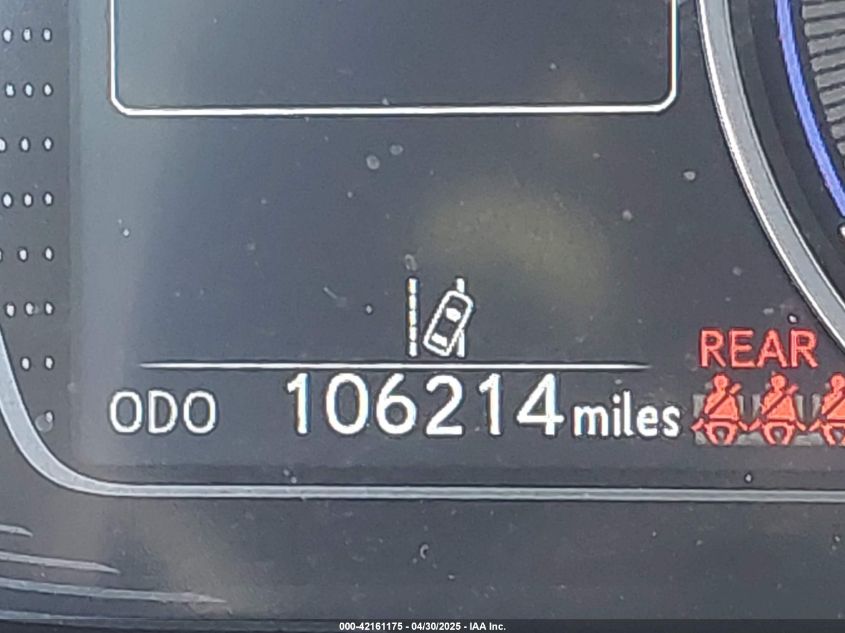 REAR
ODO 106214 miles
000-42161175 - 04/30/2025 - IAA Inc.